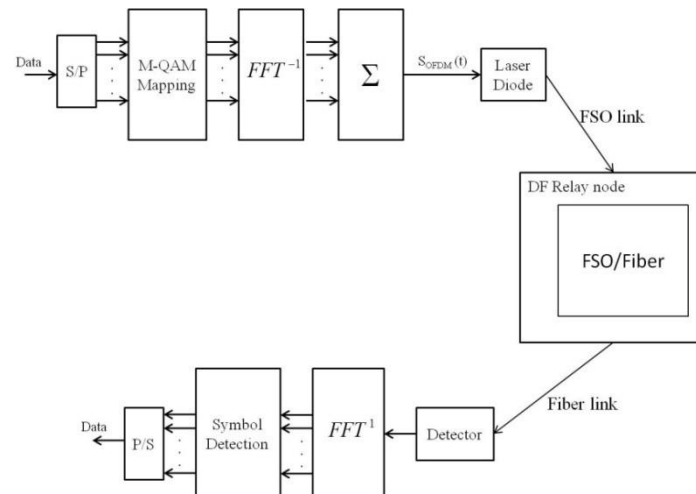 Data
S/P
M-QAM
Mapping
FFT⁻¹
Σ
S_OFDM(t)
Laser
Diode
FSO link
DF Relay node
FSO/Fiber
Fiber link
Detector
FFT¹
Symbol
Detection
P/S
Data